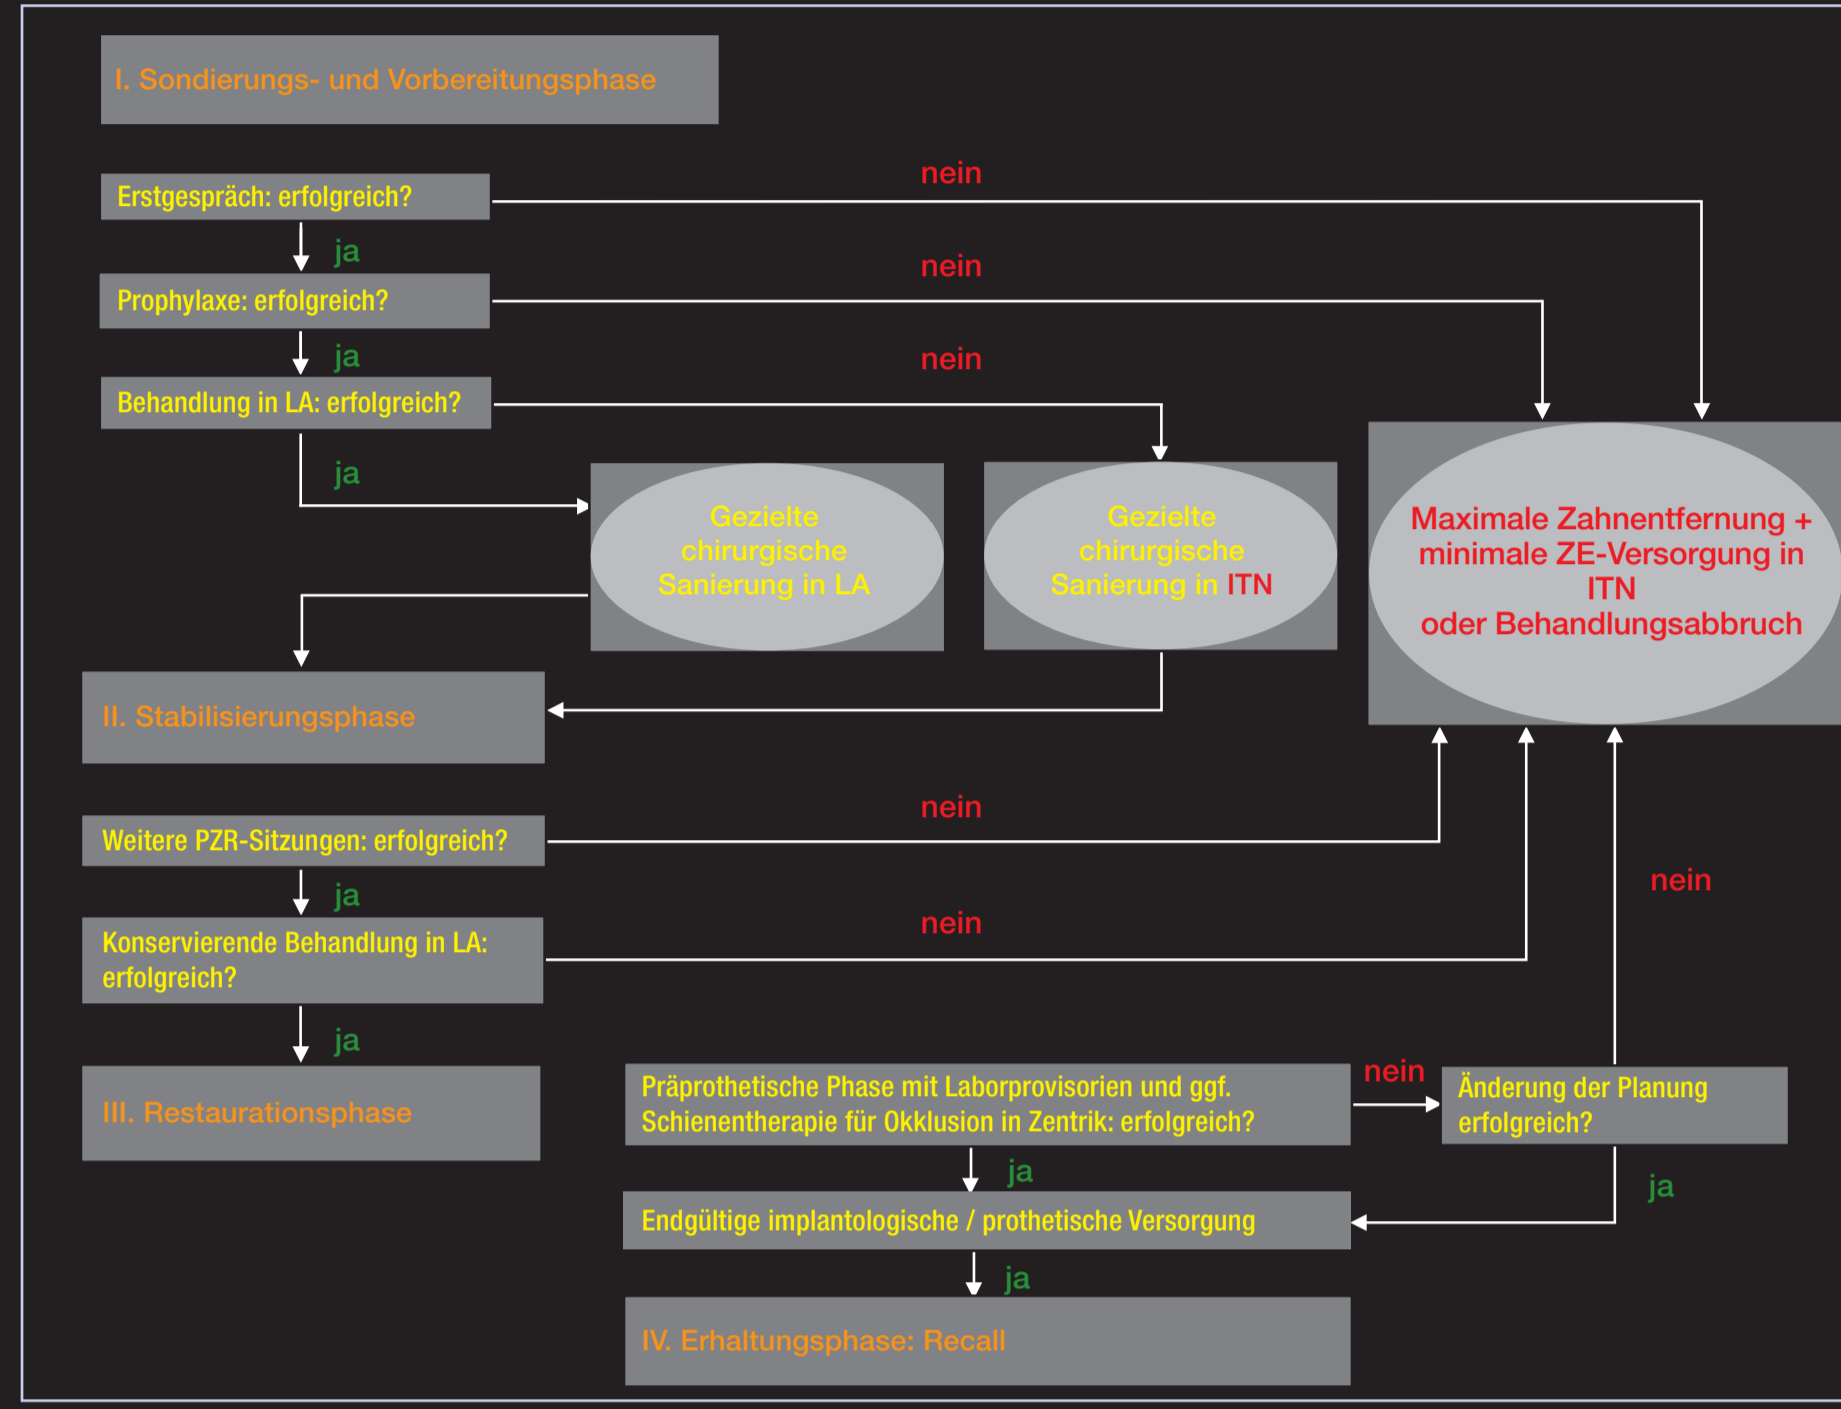 I. Sondierungs- und Vorbereitungsphase
nein
Erstgespräch: erfolgreich?
ja
nein
Prophylaxe: erfolgreich?
ja
nein
Behandlung in LA: erfolgreich?
ja
Gezielte
chirurgische
Sanierung in LA
Gezielte
chirurgische
Sanierung in ITN
Maximale Zahnentfernung +
minimale ZE-Versorgung in
ITN
oder Behandlungsabbruch
II. Stabilisierungsphase
nein
Weitere PZR-Sitzungen: erfolgreich?
ja
nein
Konservierende Behandlung in LA:
erfolgreich?
nein
ja
III. Restaurationsphase
Präprothetische Phase mit Laborprovisorien und ggf.
Schienentherapie für Okklusion in Zentrik: erfolgreich?
nein
Änderung der Planung
erfolgreich?
ja
ja
Endgültige implantologische / prothetische Versorgung
ja
IV. Erhaltungsphase: Recall